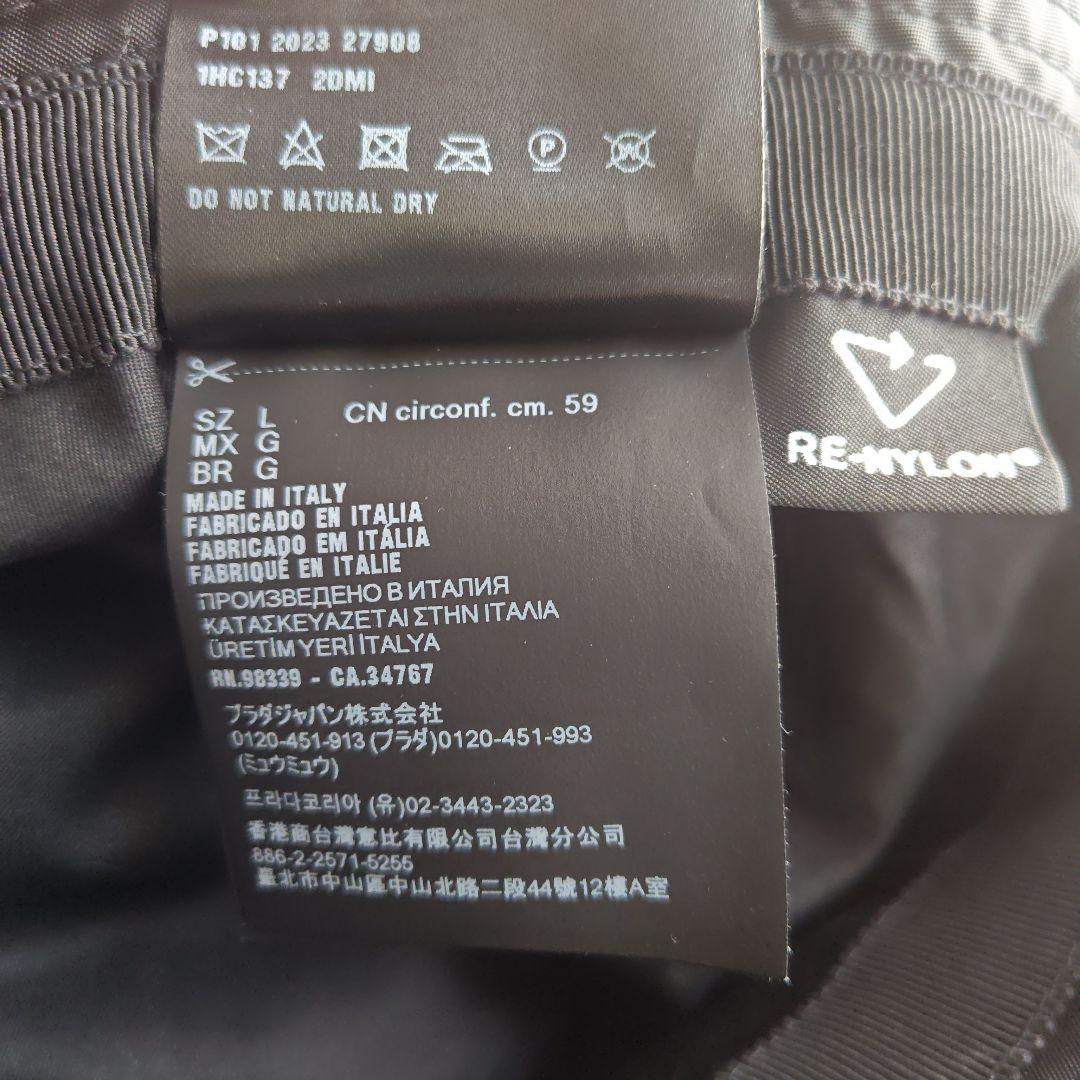 P101 2023 27908
1HC137 2DMI
P
W
DO NOT NATURAL DRY
SZ L CN circonf. cm. 59
MX G
BR G
MADE IN ITALY
FABRICADO EN ITALIA
FABRICADO EM ITÁLIA
FABRIQUÉ EN ITALIE
ПРОИЗВЕДЕНО В ИТАЛИЯ
ΚΑΤΑΣΚΕΥΑΖΕΤΑΙ ΣΤΗΝ ΙΤΑΛΙΑ
ÜRETİM YERİ İTALYA
RN.98339 - CA.34767
プラダジャパン株式会社
0120-451-913 (プラダ)0120-451-993
(ミュウミュウ)
프라다코리아 (유)02-3443-2323
香港商台灣意比有限公司台灣分公司
886-2-2571-5255
臺北市中山區中山北路二段44號12樓A室
RE-NYLON®